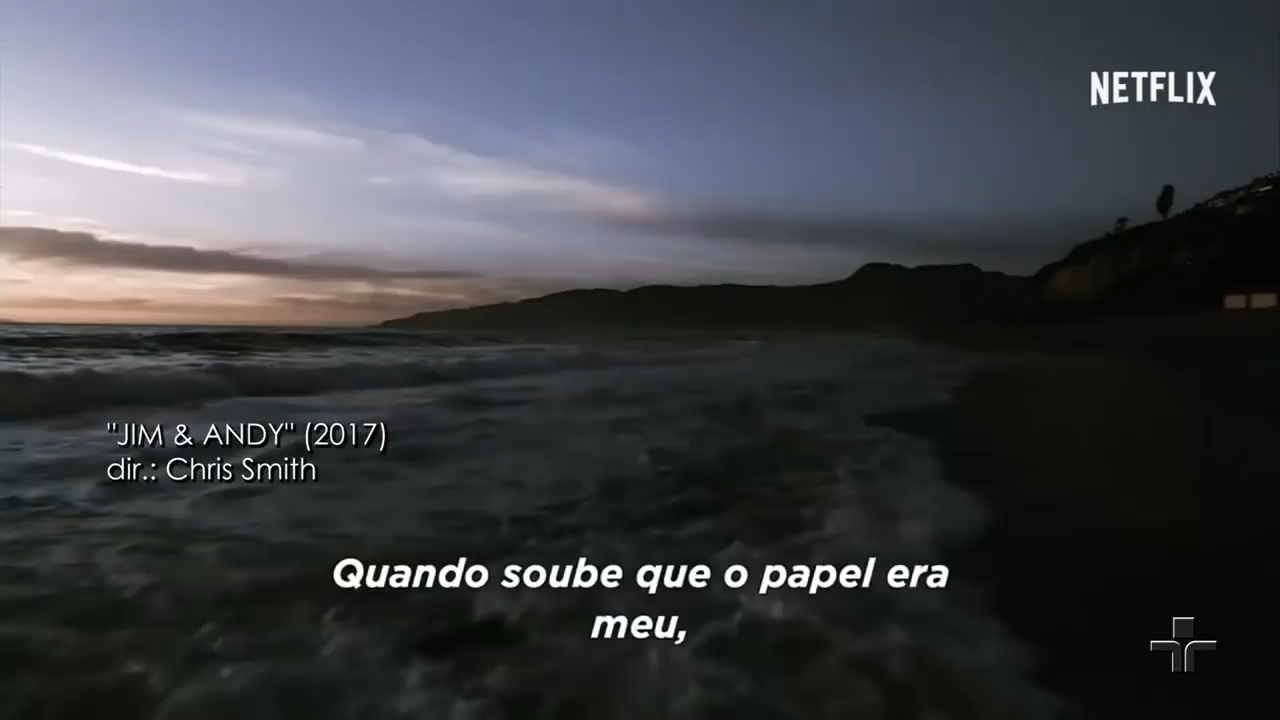 NETFLIX
"JIM & ANDY" (2017)
dir.: Chris Smith
Quando soube que o papel era
meu,